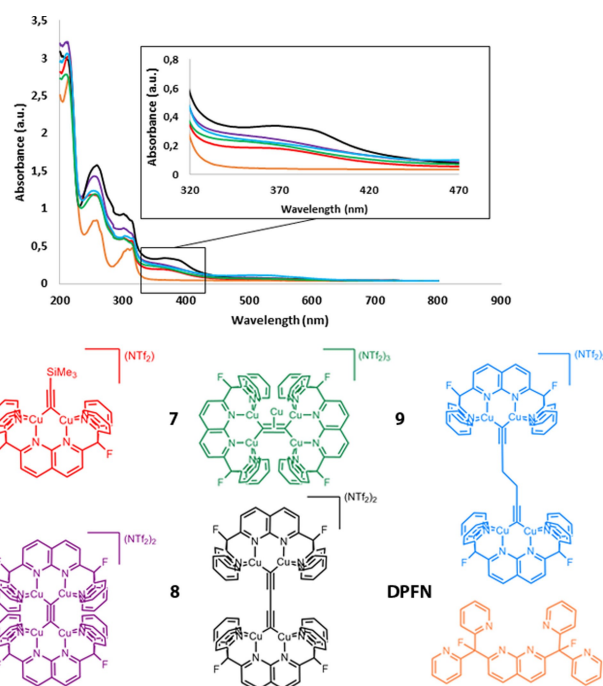 3,5
3
2,5
2
1,5
1
0,5
0
Absorbance (a.u.)
200 300 400 500 600 700 800 900
Wavelength (nm)
0,8
0,6
0,4
0,2
0
Absorbance (a.u.)
320 370 420 470
Wavelength (nm)
(NTf₂)
SiMe₃
F
N Cu Cu N
N N
F
7
(NTf₂)₃
F F
N N
N Cu Cu N
Cu
N Cu Cu N
N N
F F
9
(NTf₂)
F F
N N
N Cu Cu N
N Cu Cu N
N N
F F
(NTf₂)₂
F F
N N
N Cu Cu N
N Cu Cu N
N N
F F
8
(NTf₂)₂
F F
N N
N Cu Cu N
N Cu Cu N
N N
F F
DPFN
N N
F F
N N N N